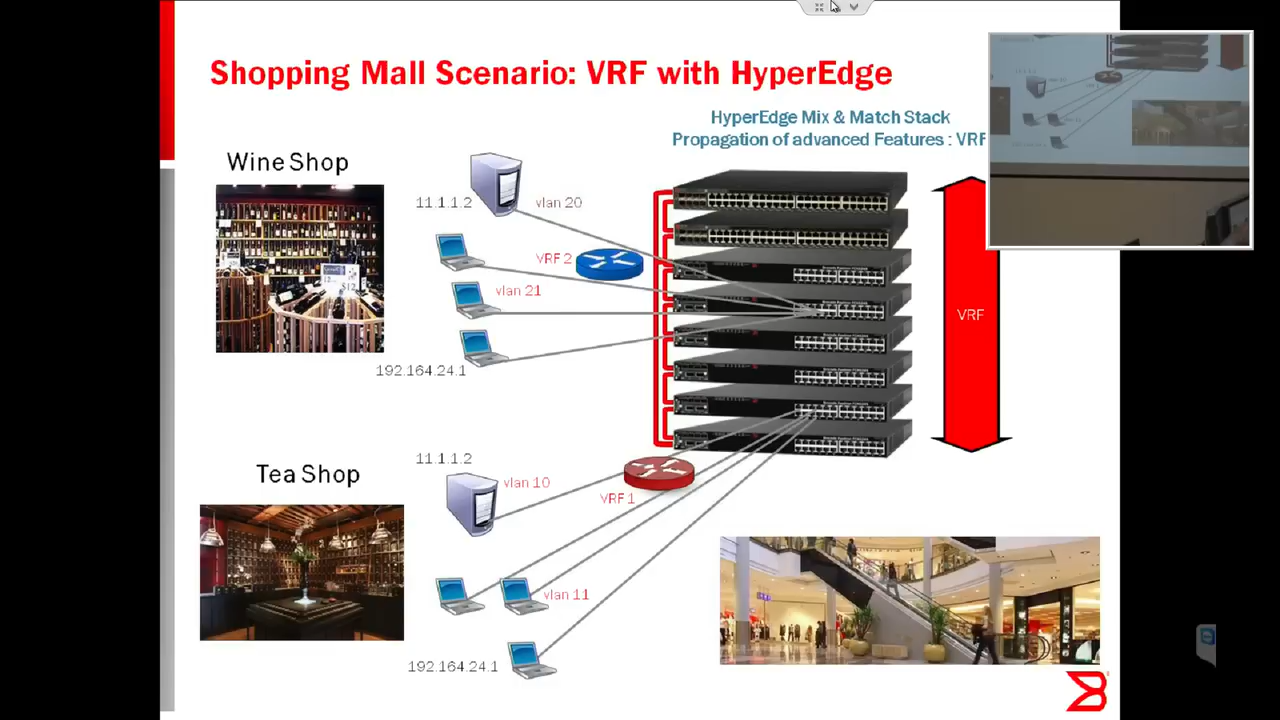 Shopping Mall Scenario: VRF with HyperEdge
HyperEdge Mix & Match Stack
Propagation of advanced Features : VRF
Wine Shop
11.1.1.2
vlan 20
VRF 2
vlan 21
192.164.24.1
VRF
Tea Shop
11.1.1.2
vlan 10
VRF 1
vlan 11
192.164.24.1